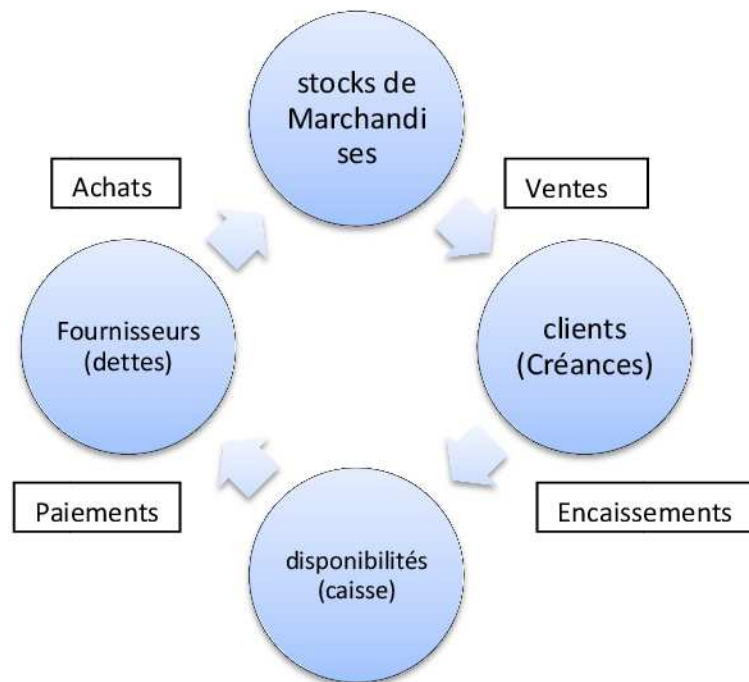 stocks de
Marchandi
ses
Achats
Ventes
Fournisseurs
(dettes)
clients
(Créances)
Paiements
Encaissements
disponibilités
(caisse)